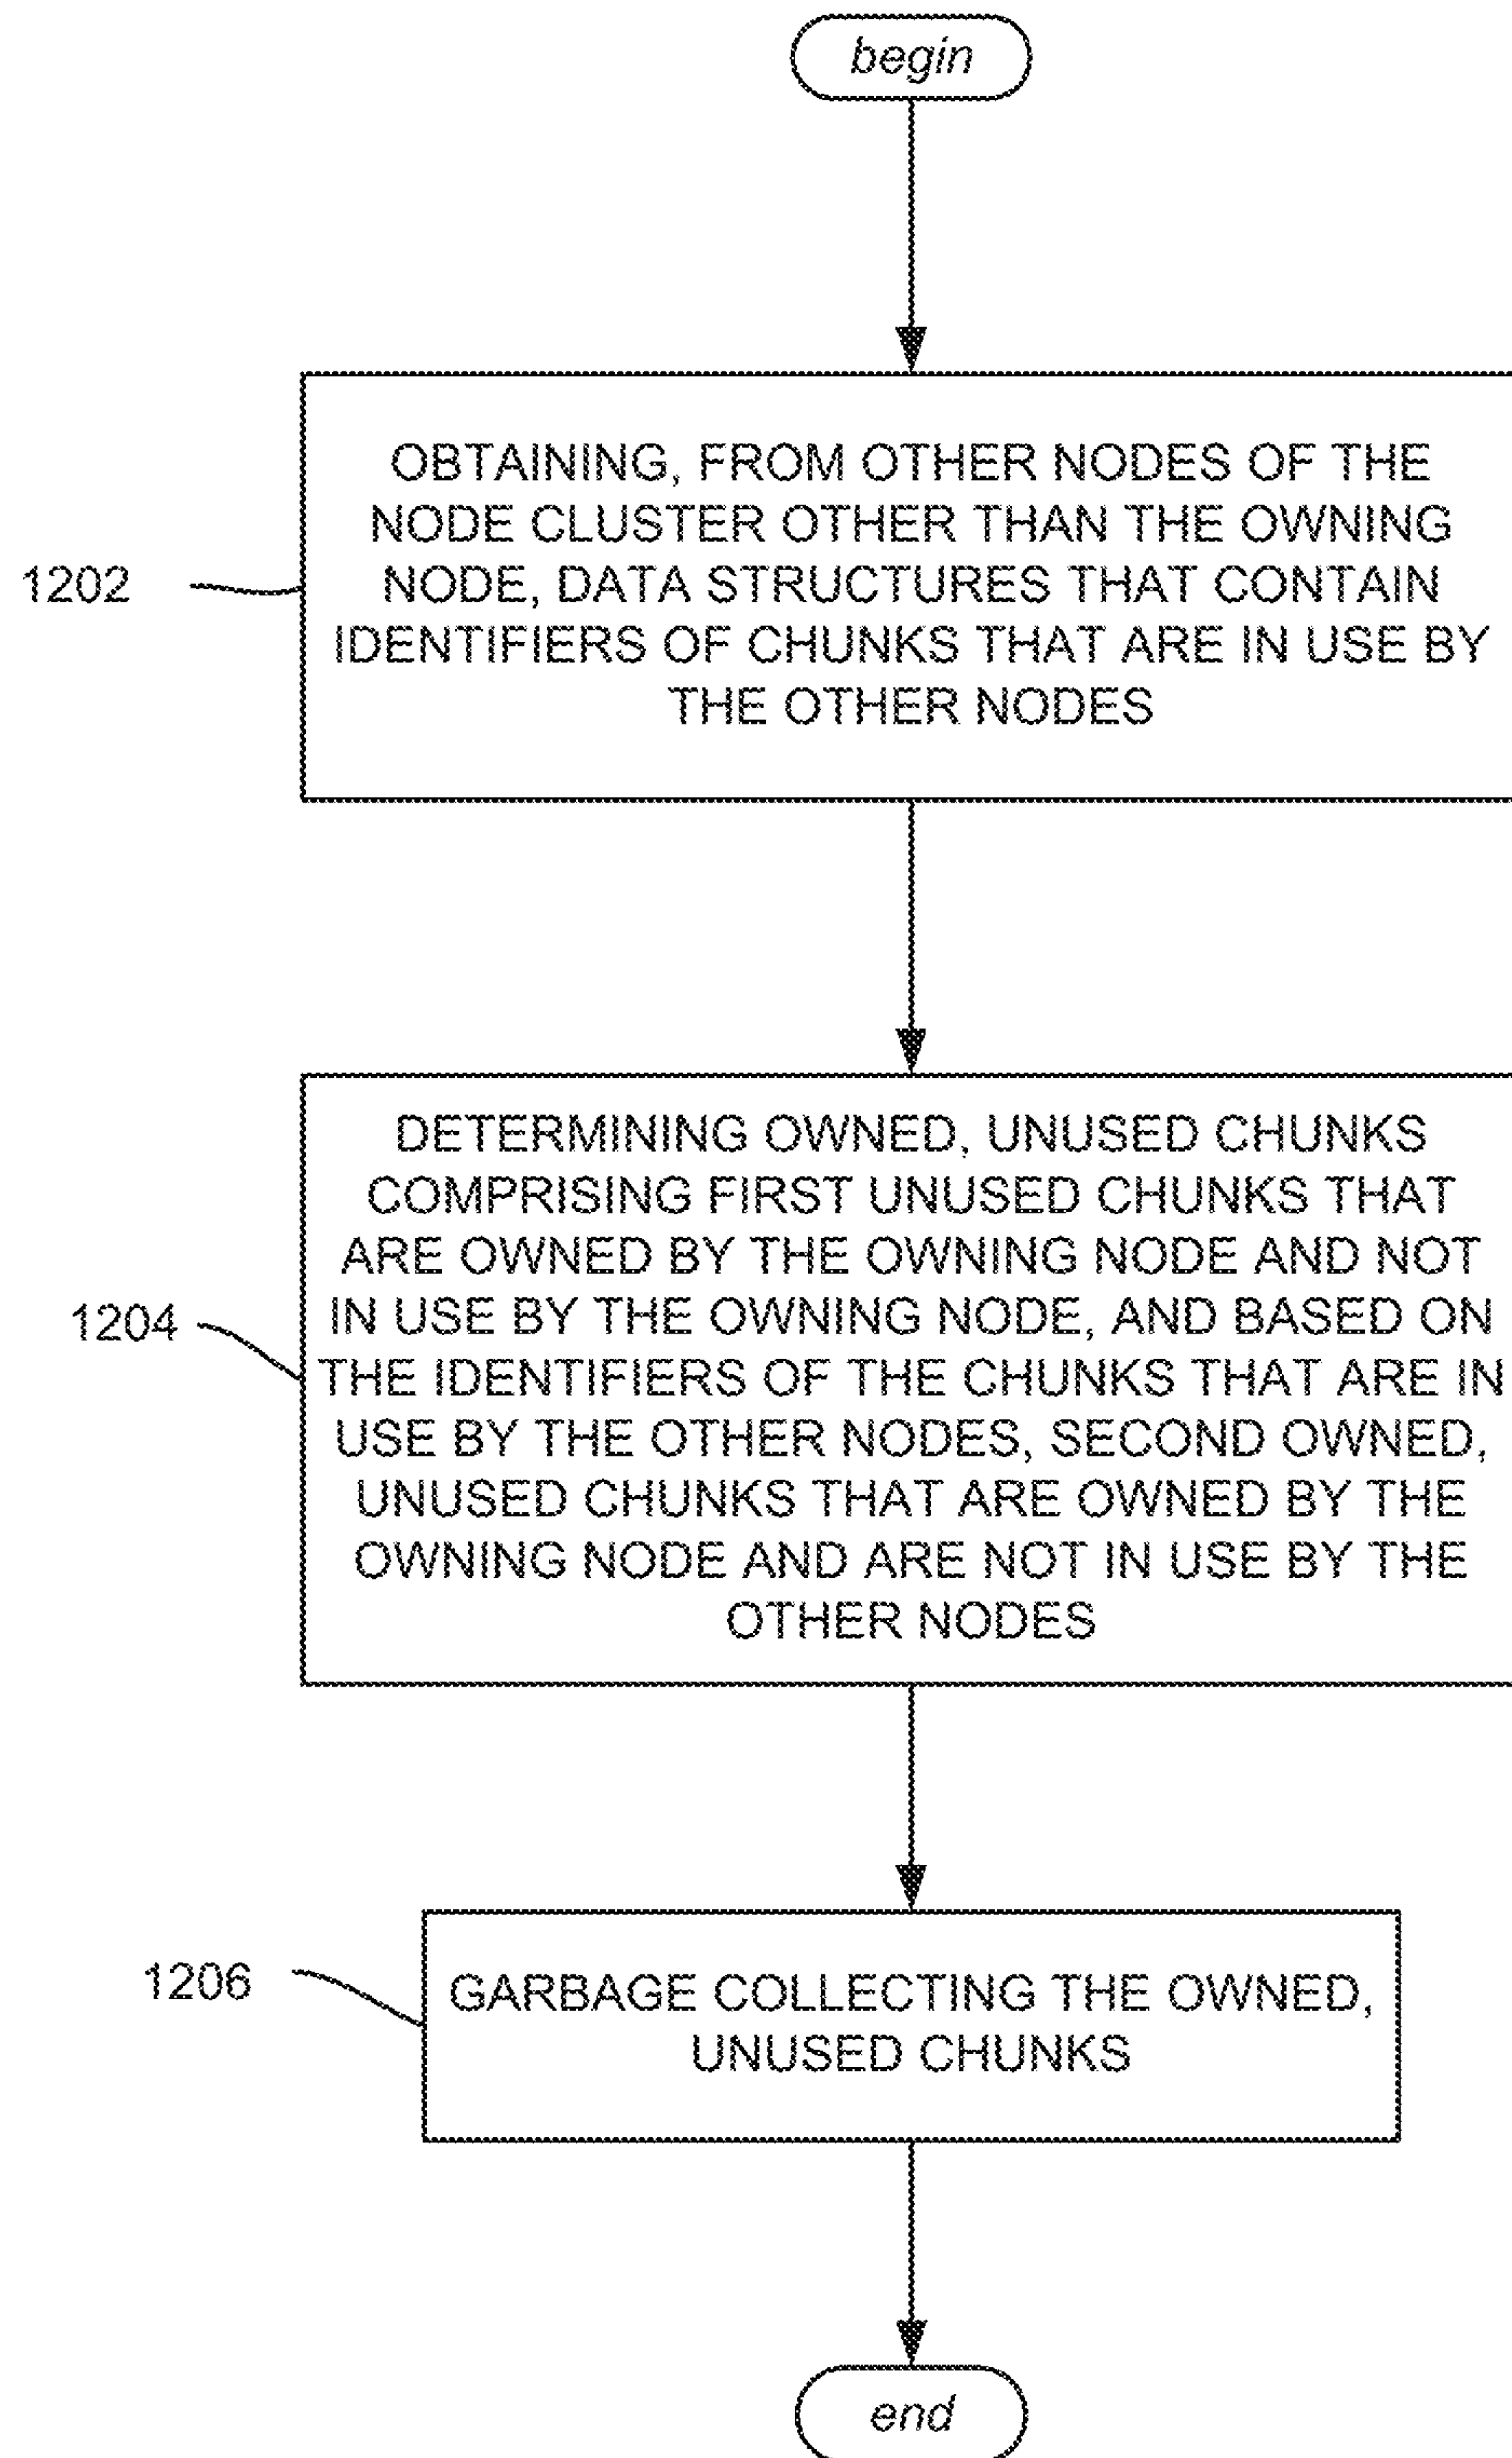 begin
OBTAINING, FROM OTHER NODES OF THE
NODE CLUSTER OTHER THAN THE OWNING
NODE, DATA STRUCTURES THAT CONTAIN
IDENTIFIERS OF CHUNKS THAT ARE IN USE BY
THE OTHER NODES
1202
DETERMINING OWNED, UNUSED CHUNKS
COMPRISING FIRST UNUSED CHUNKS THAT
ARE OWNED BY THE OWNING NODE AND NOT
IN USE BY THE OWNING NODE, AND BASED ON
THE IDENTIFIERS OF THE CHUNKS THAT ARE IN
USE BY THE OTHER NODES, SECOND OWNED,
UNUSED CHUNKS THAT ARE OWNED BY THE
OWNING NODE AND ARE NOT IN USE BY THE
OTHER NODES
1204
GARBAGE COLLECTING THE OWNED,
UNUSED CHUNKS
1206
end